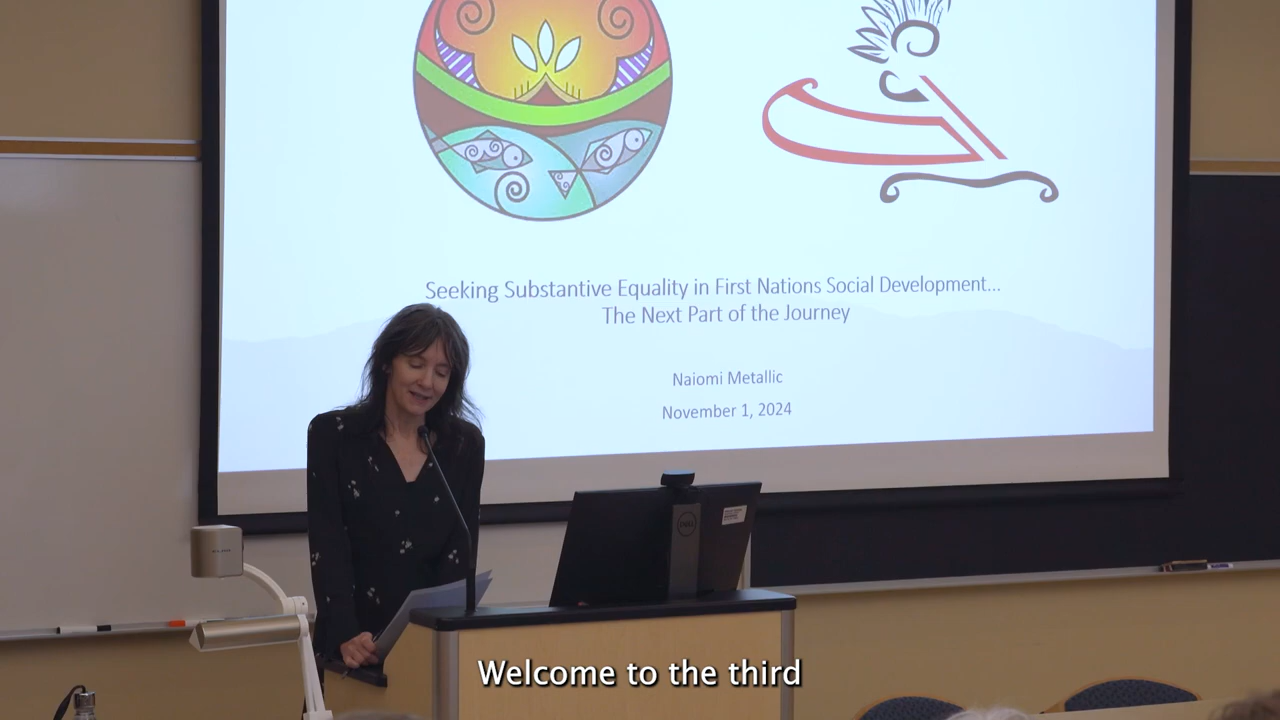 Seeking Substantive Equality in First Nations Social Development...
The Next Part of the Journey
Naiomi Metallic
November 1, 2024
DELL
Welcome to the third